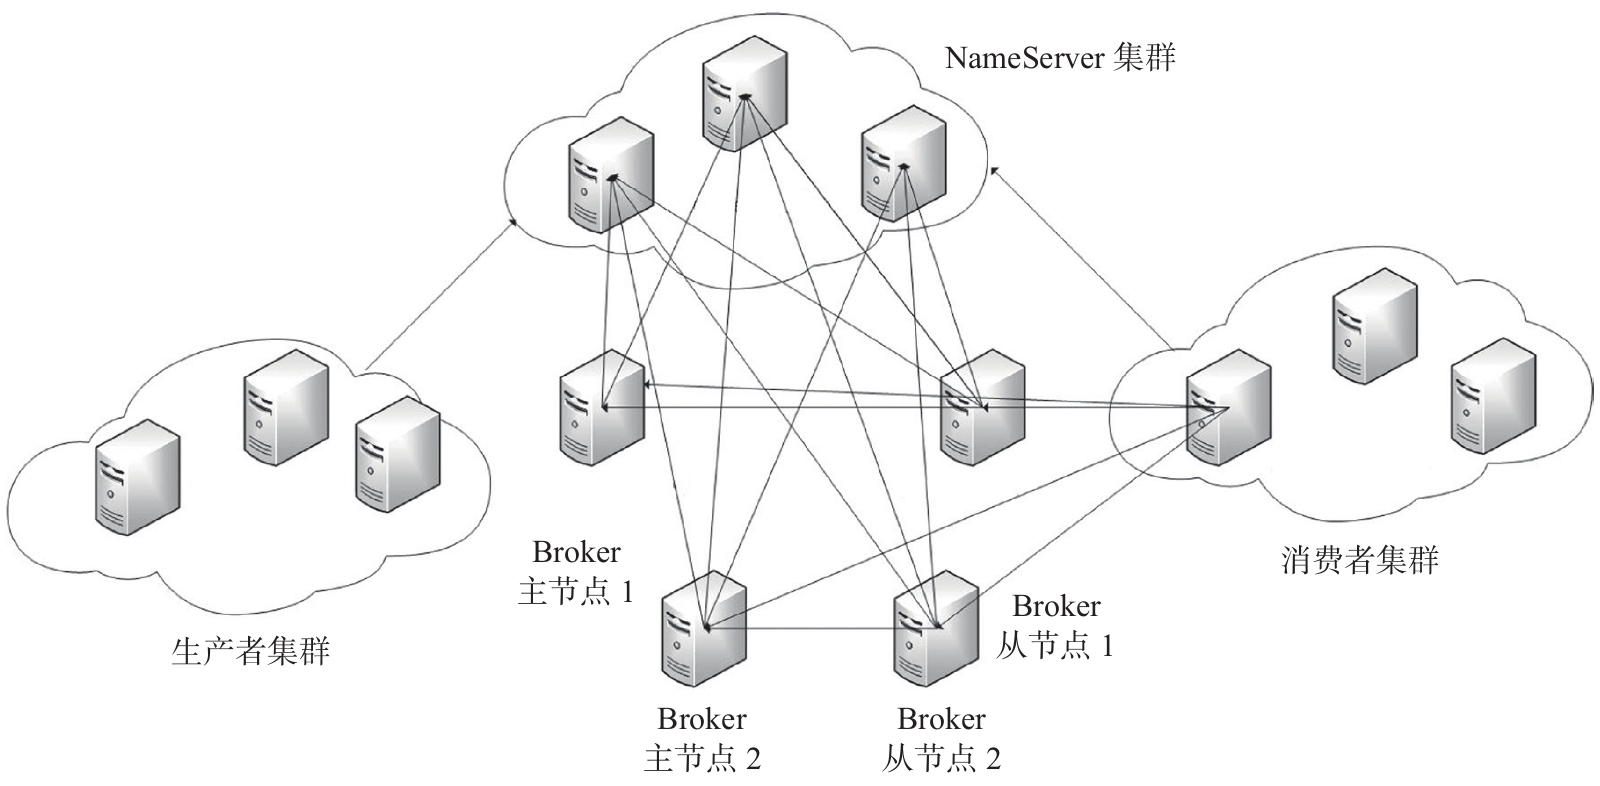 NameServer 集群
Broker
主节点 1
消费者集群
Broker
从节点 1
生产者集群
Broker
主节点 2
Broker
从节点 2